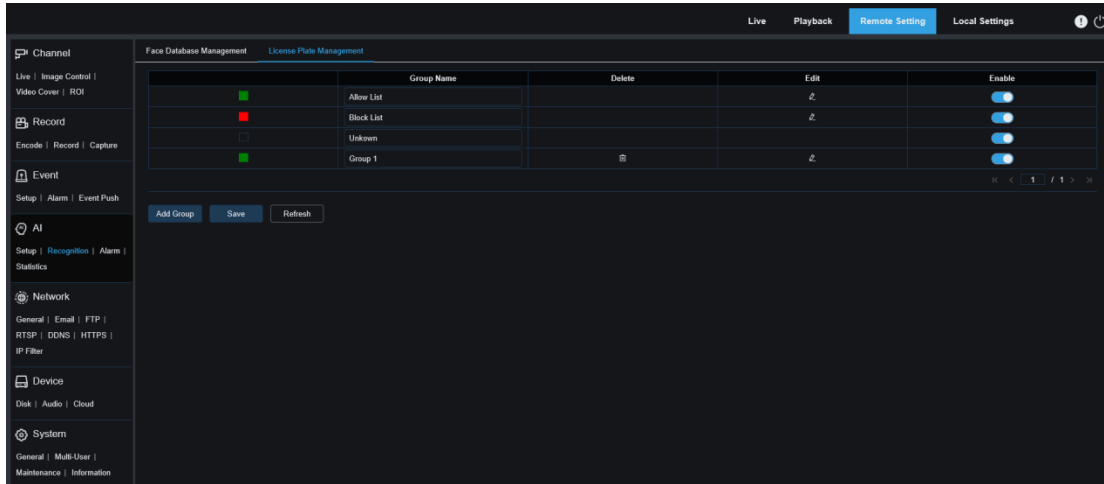 Live Playback Remote Setting Local Settings
Channel
Live | Image Control |
Video Cover | ROI
Record
Encode | Record | Capture
Event
Setup | Alarm | Event Push
AI
Setup | Recognition | Alarm |
Statistics
Network
General | Email | FTP |
RTSP | DDNS | HTTPS |
IP Filter
Device
Disk | Audio | Cloud
System
General | Multi-User |
Maintenance | Information
Face Database Management License Plate Management
Group Name Delete Edit Enable
Allow List
Block List
Unkown
Group 1
1 / 1
Add Group Save Refresh